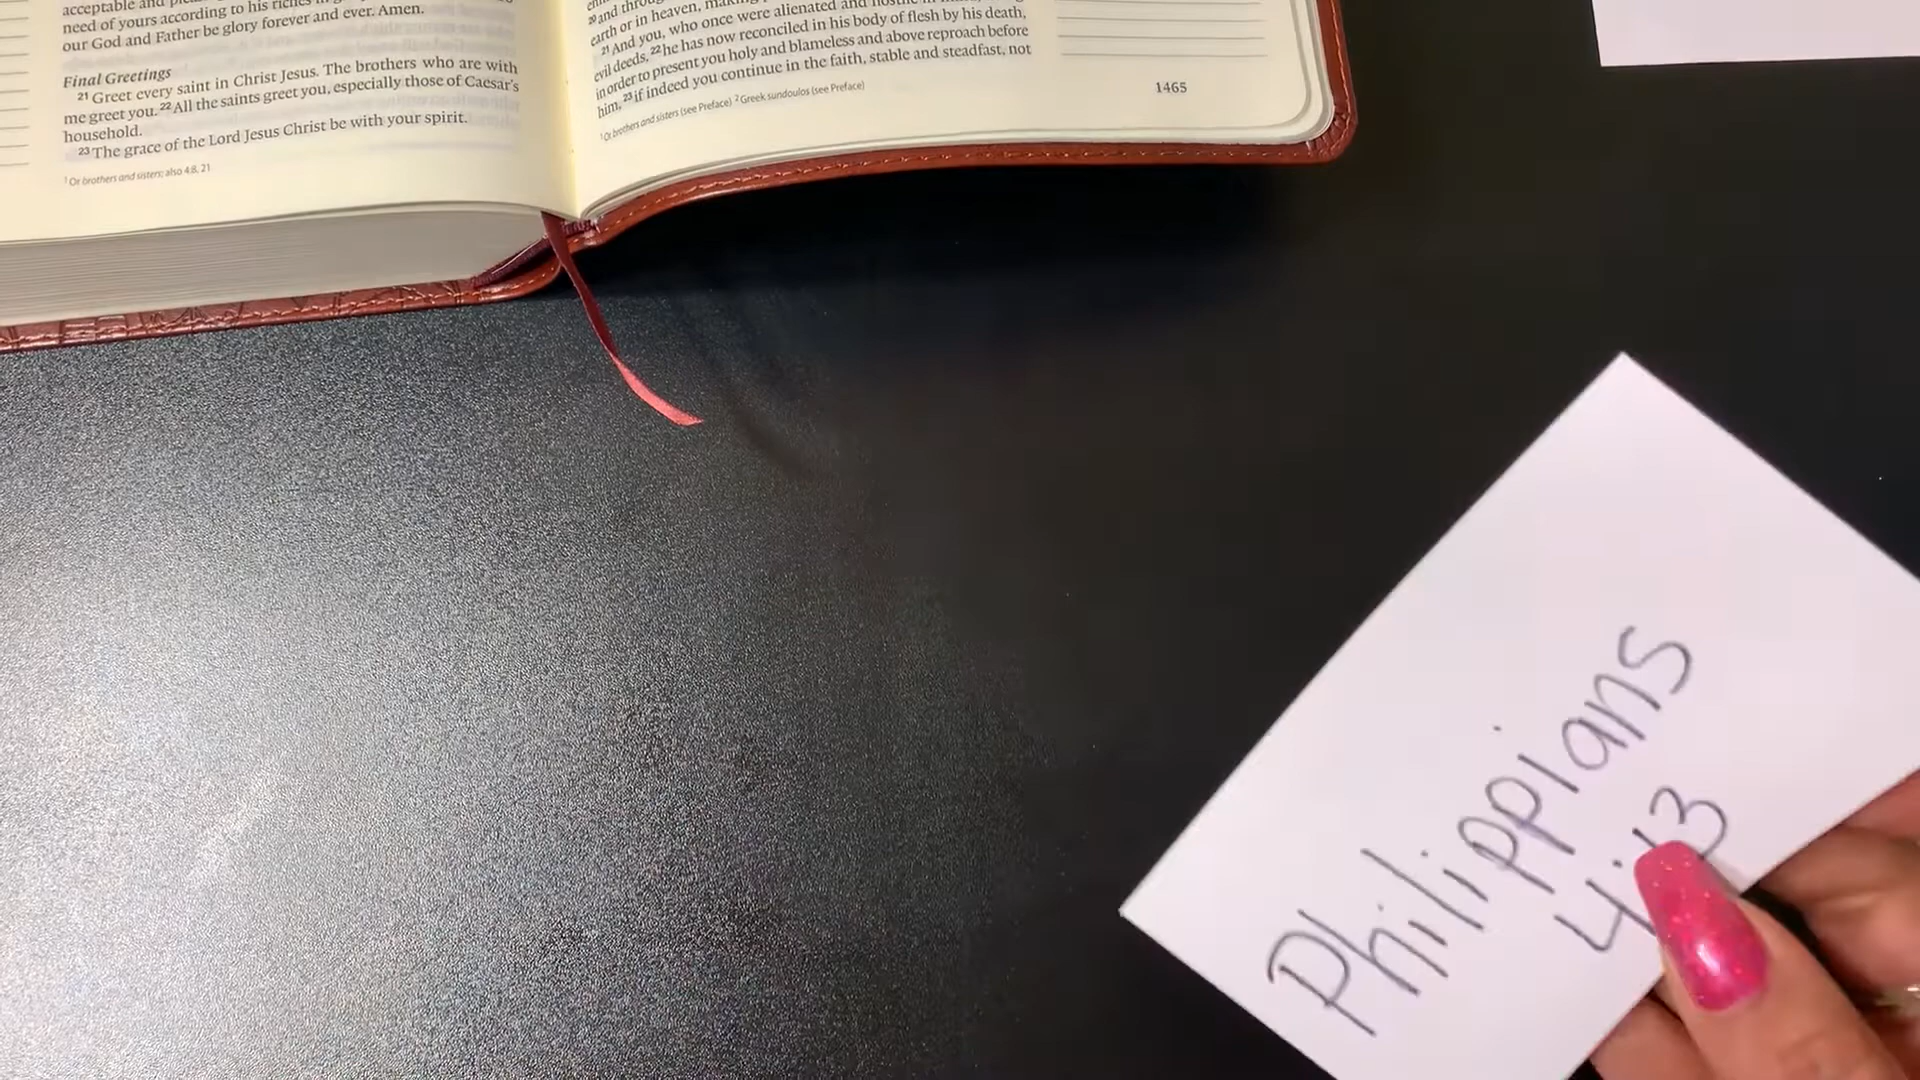 need of yours according to his riches in
our God and Father be glory forever and ever. Amen.
Final Greetings
21 Greet every saint in Christ Jesus. The brothers who are with
me greet you. 22 All the saints greet you, especially those of Caesar's
household.
23 The grace of the Lord Jesus Christ be with your spirit.
1 Or brothers and sisters; also 4:8, 21
20 and through
earth or in heaven, making
21 And you, who once were alienated and hostile in
evil deeds, 22 he has now reconciled in his body of flesh by his death,
in order to present you holy and blameless and above reproach before
him, 23 if indeed you continue in the faith, stable and steadfast, not
1 Or brothers and sisters (see Preface) 2 Greek sundoulos (see Preface)
1465
Philippians
4:13